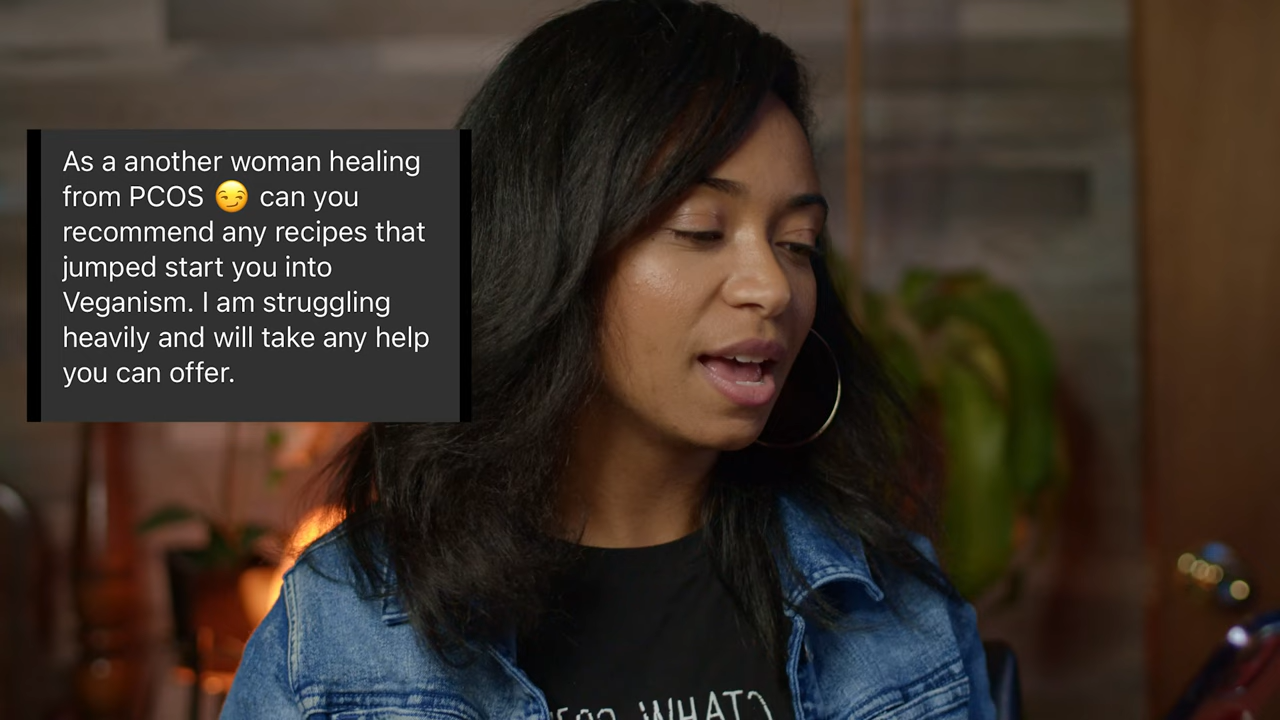 As a another woman healing
from PCOS 😏 can you
recommend any recipes that
jumped start you into
Veganism. I am struggling
heavily and will take any help
you can offer.
WHAT